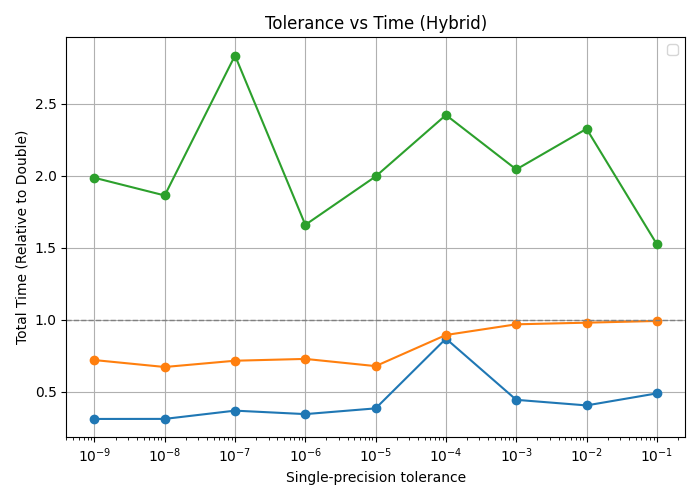 Tolerance vs Time (Hybrid)
Total Time (Relative to Double)
2.5
2.0
1.5
1.0
0.5
10⁻⁹ 10⁻⁸ 10⁻⁷ 10⁻⁶ 10⁻⁵ 10⁻⁴ 10⁻³ 10⁻² 10⁻¹
Single-precision tolerance